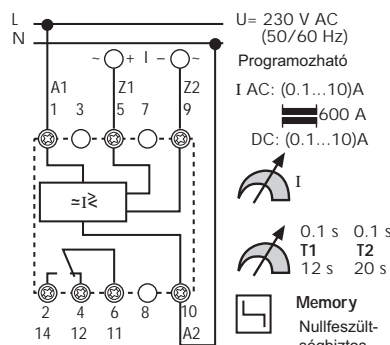 L
N
U= 230 V AC
(50/60 Hz)
Programozható
~ + I - ~
A1 Z1 Z2
1 3 5 7 9
I AC: (0.1...10)A
600 A
DC: (0.1...10)A
≃I≷
I
0.1 s 0.1 s
T1 T2
12 s 20 s
2 4 6 8 10
14 12 11 A2
Memory
Nullfeszült-
ségbiztos